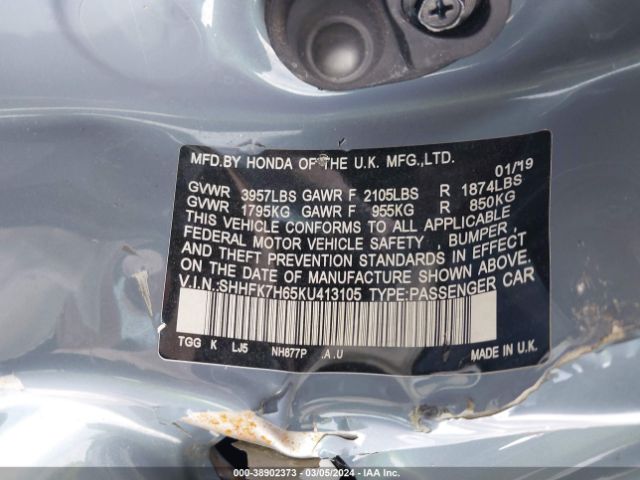 MFD.BY HONDA OF THE U.K. MFG.,LTD. 01/19
GVWR 3957LBS GAWR F 2105LBS R 1874LBS
GVWR 1795KG GAWR F 955KG R 850KG
THIS VEHICLE CONFORMS TO ALL APPLICABLE
FEDERAL MOTOR VEHICLE SAFETY , BUMPER ,
AND THEFT PREVENTION STANDARDS IN EFFECT
ON THE DATE OF MANUFACTURE SHOWN ABOVE.
V.I.N.:SHHFK7H65KU413105 TYPE:PASSENGER CAR
TGG K LJ5 NH877P .A.U MADE IN U.K.
000-38902373 - 03/05/2024 - IAA Inc.